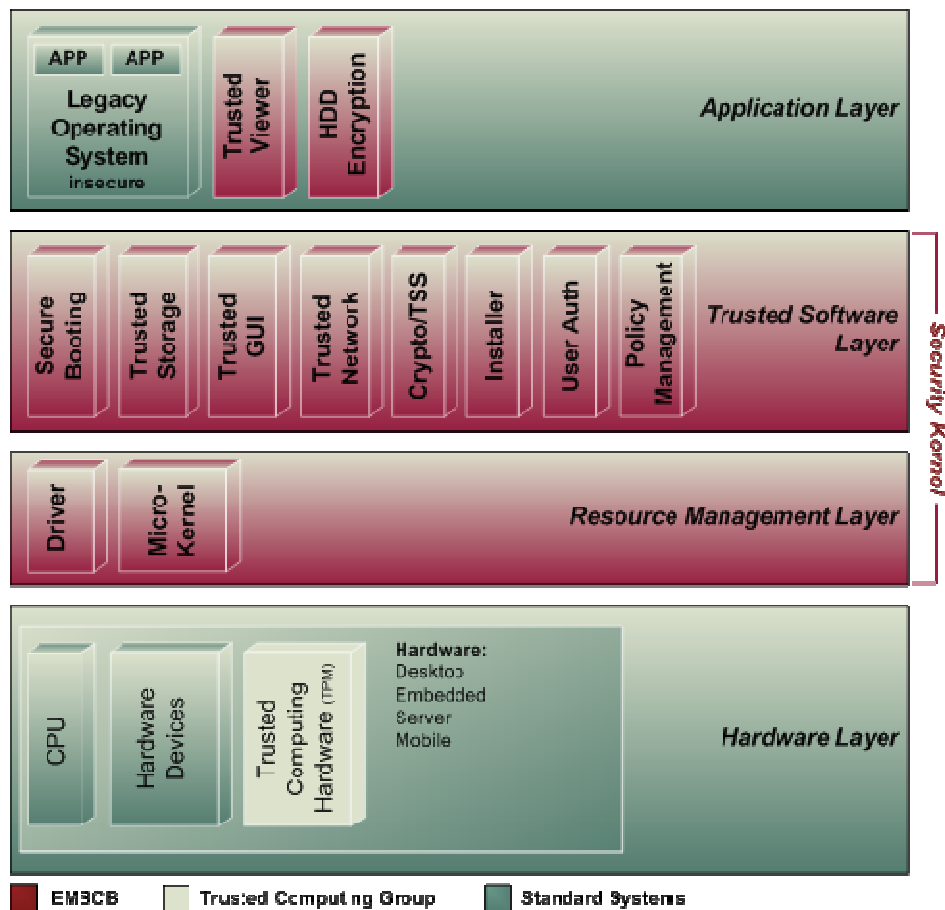 APP APP
Legacy
Operating
System
insecure
Trusted
Viewer
HDD
Encryption
Application Layer
Secure
Booting
Trusted
Storage
Trusted
GUI
Trusted
Network
Crypto/TSS
Installer
User Auth
Policy
Management
Trusted Software
Layer
Security Kernel
Driver
Micro-
Kernel
Resource Management Layer
CPU
Hardware
Devices
Trusted
Computing
Hardware (TPM)
Hardware:
Desktop
Embedded
Server
Mobile
Hardware Layer
EMSCB
Trusted Computing Group
Standard Systems